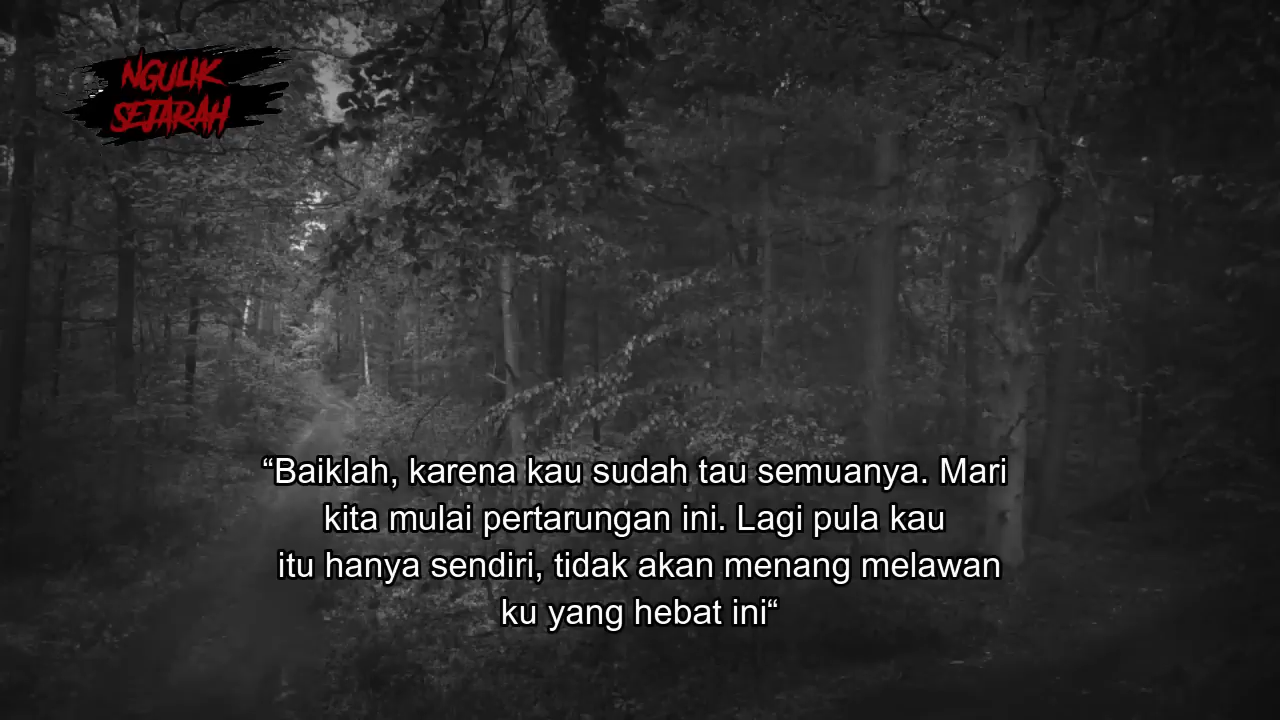 NGULIK
SEJARAH
“Baiklah, karena kau sudah tau semuanya. Mari
kita mulai pertarungan ini. Lagi pula kau
itu hanya sendiri, tidak akan menang melawan
ku yang hebat ini“